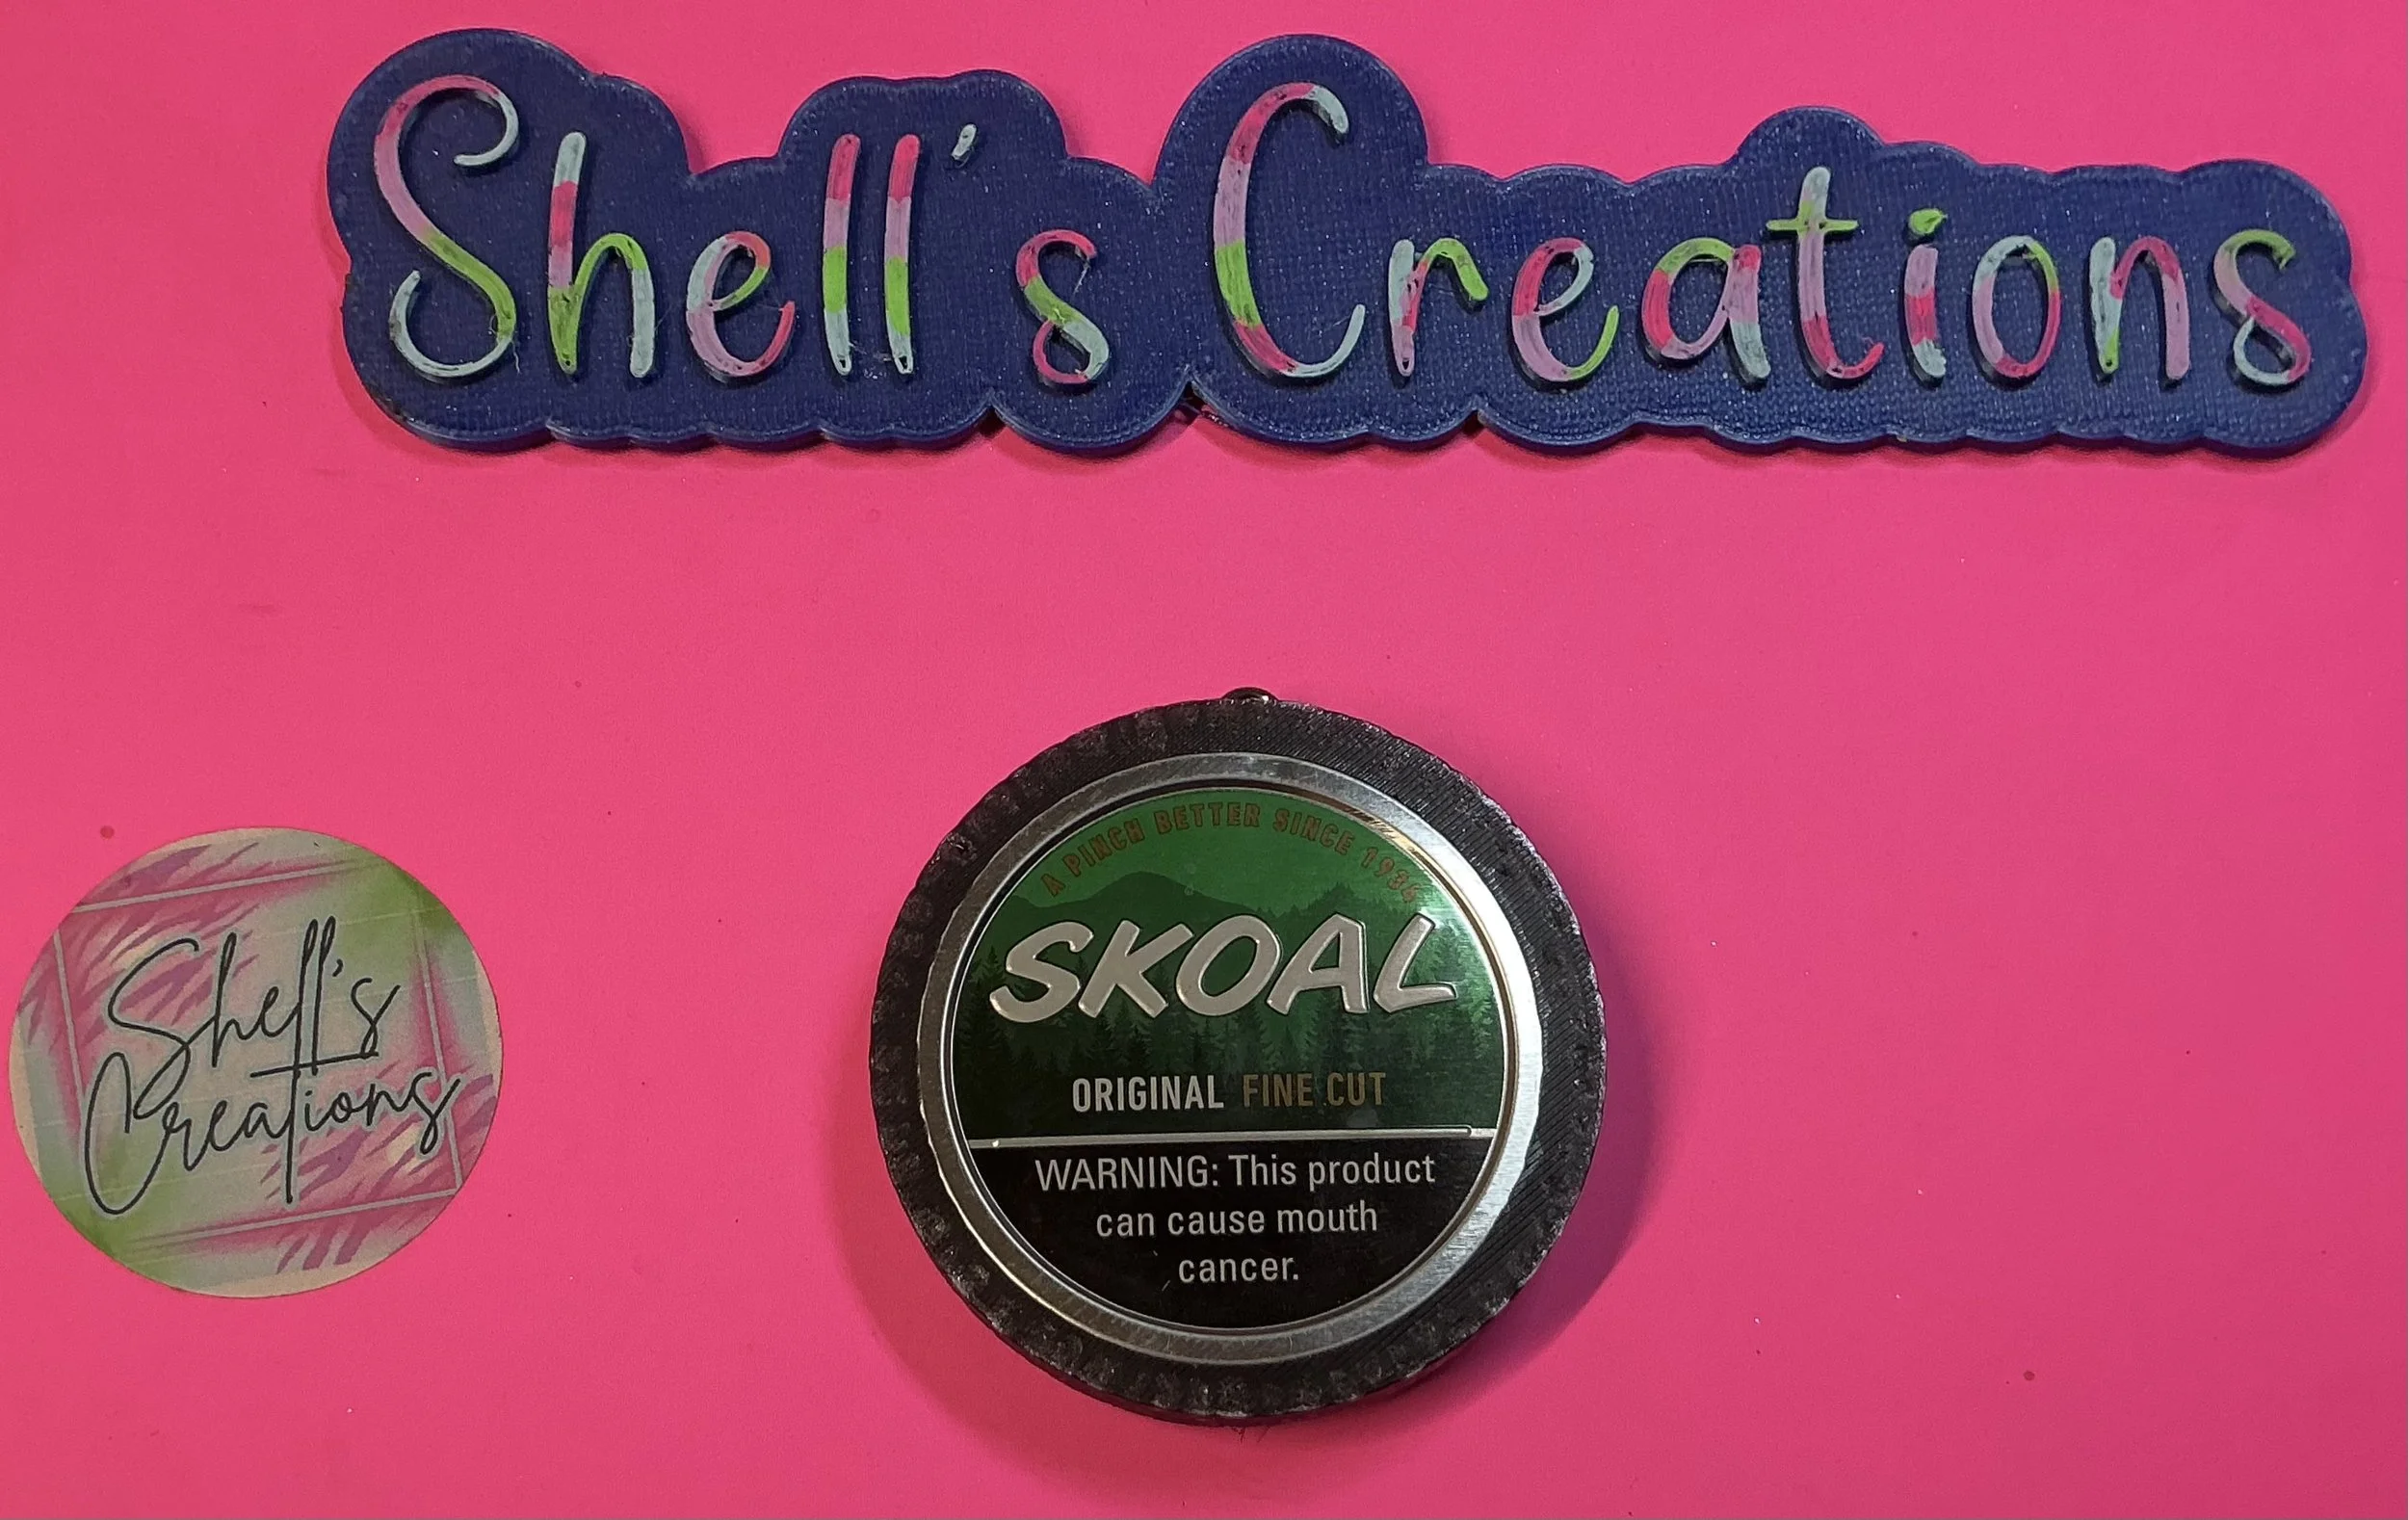 Shell's Creations
A PINCH BETTER SINCE 1934
SKOAL
ORIGINAL FINE CUT
WARNING: This product
can cause mouth
cancer.
Shell's
Creations